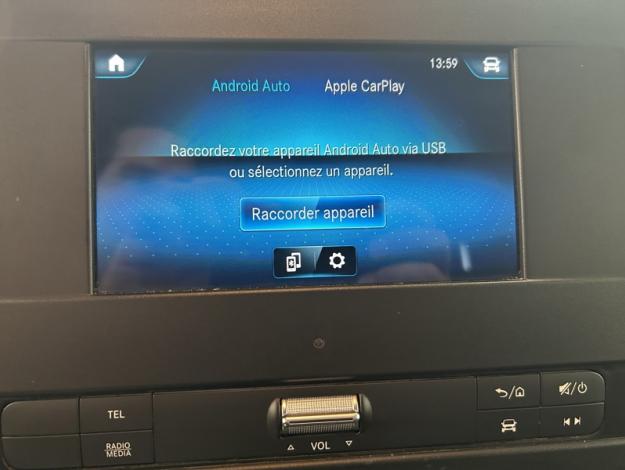 13:59
Android Auto Apple CarPlay
Raccordez votre appareil Android Auto via USB
ou sélectionnez un appareil.
Raccorder appareil
TEL
RADIO
MEDIA
VOL